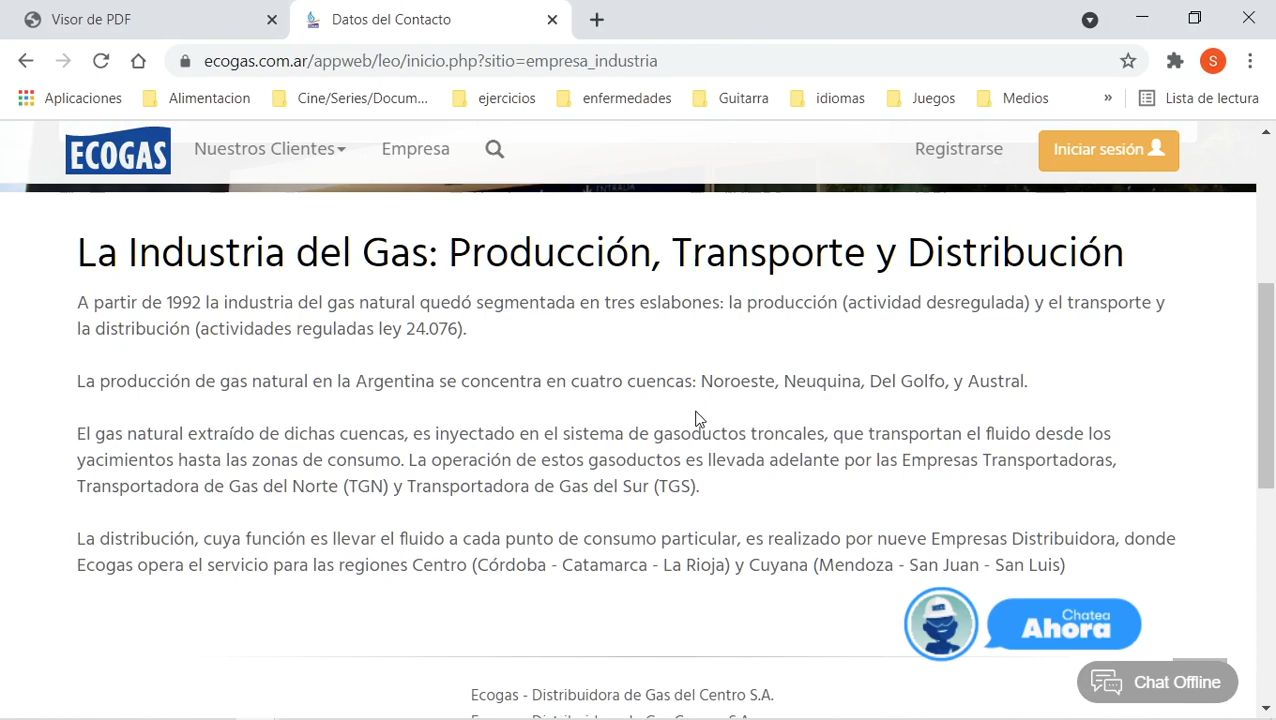 Visor de PDF
Datos del Contacto
ecogas.com.ar/appweb/leo/inicio.php?sitio=empresa_industria
S
Aplicaciones
Alimentacion
Cine/Series/Docum...
ejercicios
enfermedades
Guitarra
idiomas
Juegos
Medios
»
Lista de lectura
ECOGAS
Nuestros Clientes
Empresa
Registrarse
Iniciar sesión
La Industria del Gas: Producción, Transporte y Distribución
A partir de 1992 la industria del gas natural quedó segmentada en tres eslabones: la producción (actividad desregulada) y el transporte y
la distribución (actividades reguladas ley 24.076).
La producción de gas natural en la Argentina se concentra en cuatro cuencas: Noroeste, Neuquina, Del Golfo, y Austral.
El gas natural extraído de dichas cuencas, es inyectado en el sistema de gasoductos troncales, que transportan el fluido desde los
yacimientos hasta las zonas de consumo. La operación de estos gasoductos es llevada adelante por las Empresas Transportadoras,
Transportadora de Gas del Norte (TGN) y Transportadora de Gas del Sur (TGS).
La distribución, cuya función es llevar el fluido a cada punto de consumo particular, es realizado por nueve Empresas Distribuidora, donde
Ecogas opera el servicio para las regiones Centro (Córdoba - Catamarca - La Rioja) y Cuyana (Mendoza - San Juan - San Luis)
Chatea
Ahora
Chat Offline
Ecogas - Distribuidora de Gas del Centro S.A.